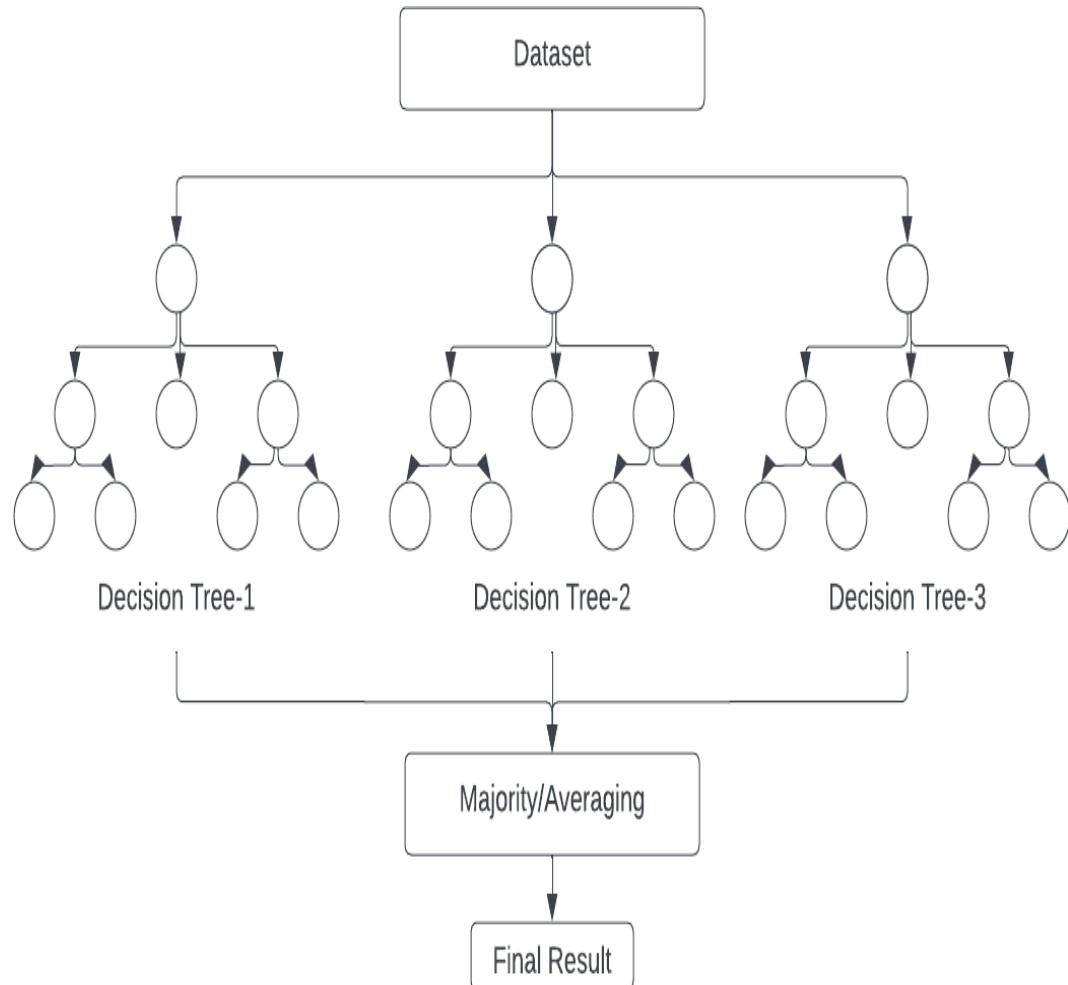 Dataset
Decision Tree-1
Decision Tree-2
Decision Tree-3
Majority/Averaging
Final Result